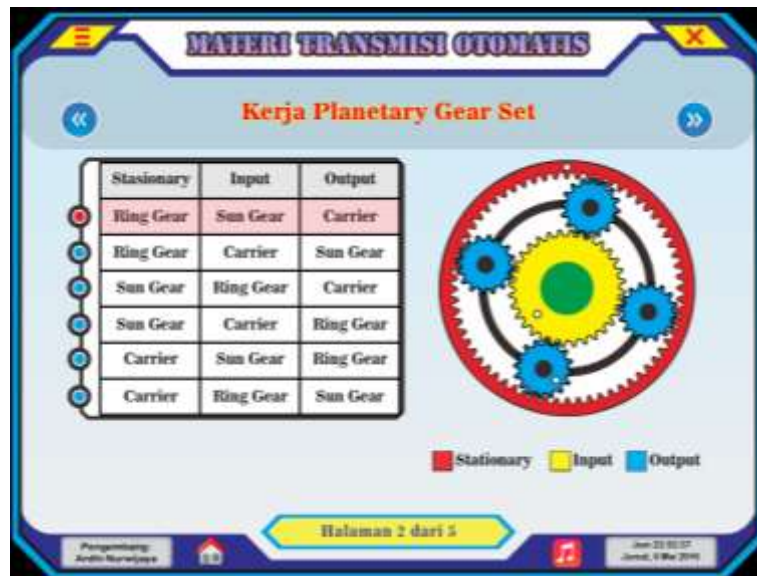 MATERI TRANSMISI OTOMATIS
Kerja Planetary Gear Set
Stasionary Input Output
Ring Gear Sun Gear Carrier
Ring Gear Carrier Sun Gear
Sun Gear Ring Gear Carrier
Sun Gear Carrier Ring Gear
Carrier Sun Gear Ring Gear
Carrier Ring Gear Sun Gear
Stationary Input Output
Halaman 2 dari 5
Pengembang: